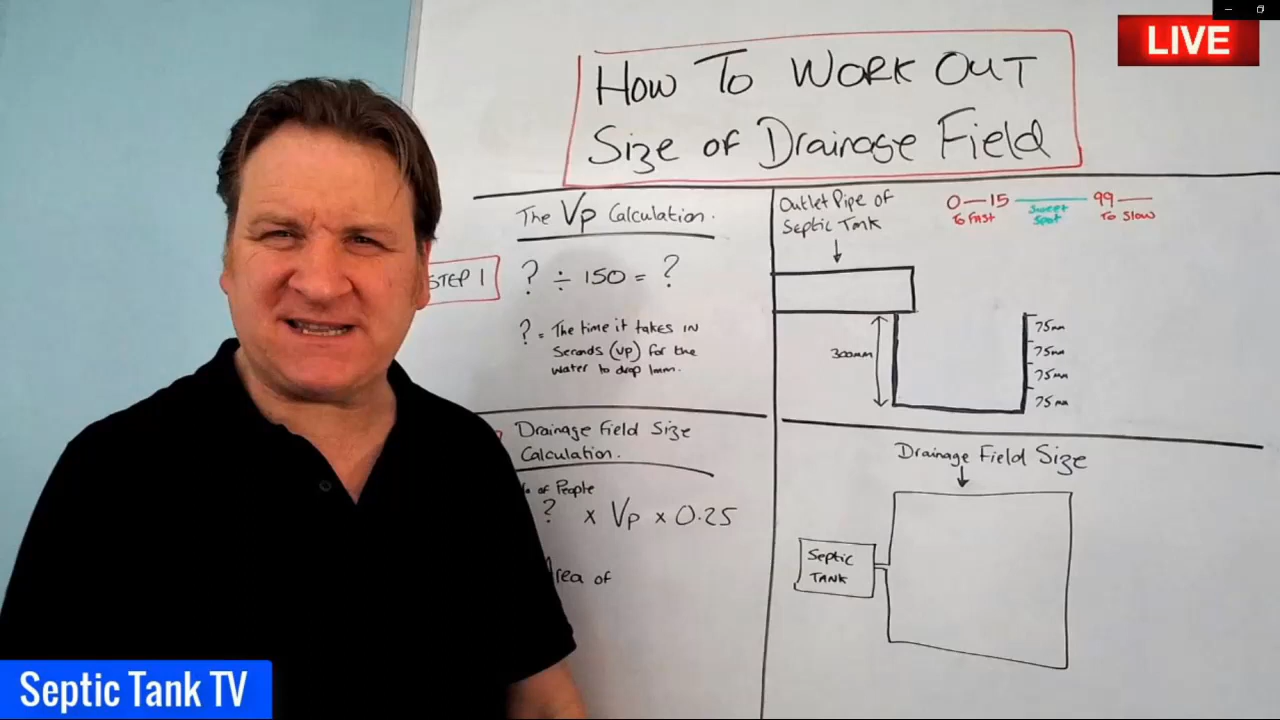 LIVE
How To WORK OUT
Size of Drainage Field
The Vp Calculation.
STEP 1
? ÷ 150 = ?
? = The time it takes in
Seconds (Vp) for the
water to drop 1mm.
Outlet Pipe of
Septic Tank
0—15
To Fast
Sweet
Spot
99—
To Slow
300mm
75mm
75mm
75mm
75mm
Drainage Field Size
Calculation.
of People
? x Vp x 0.25
Area of
Drainage Field Size
Septic
TANK
Septic Tank TV